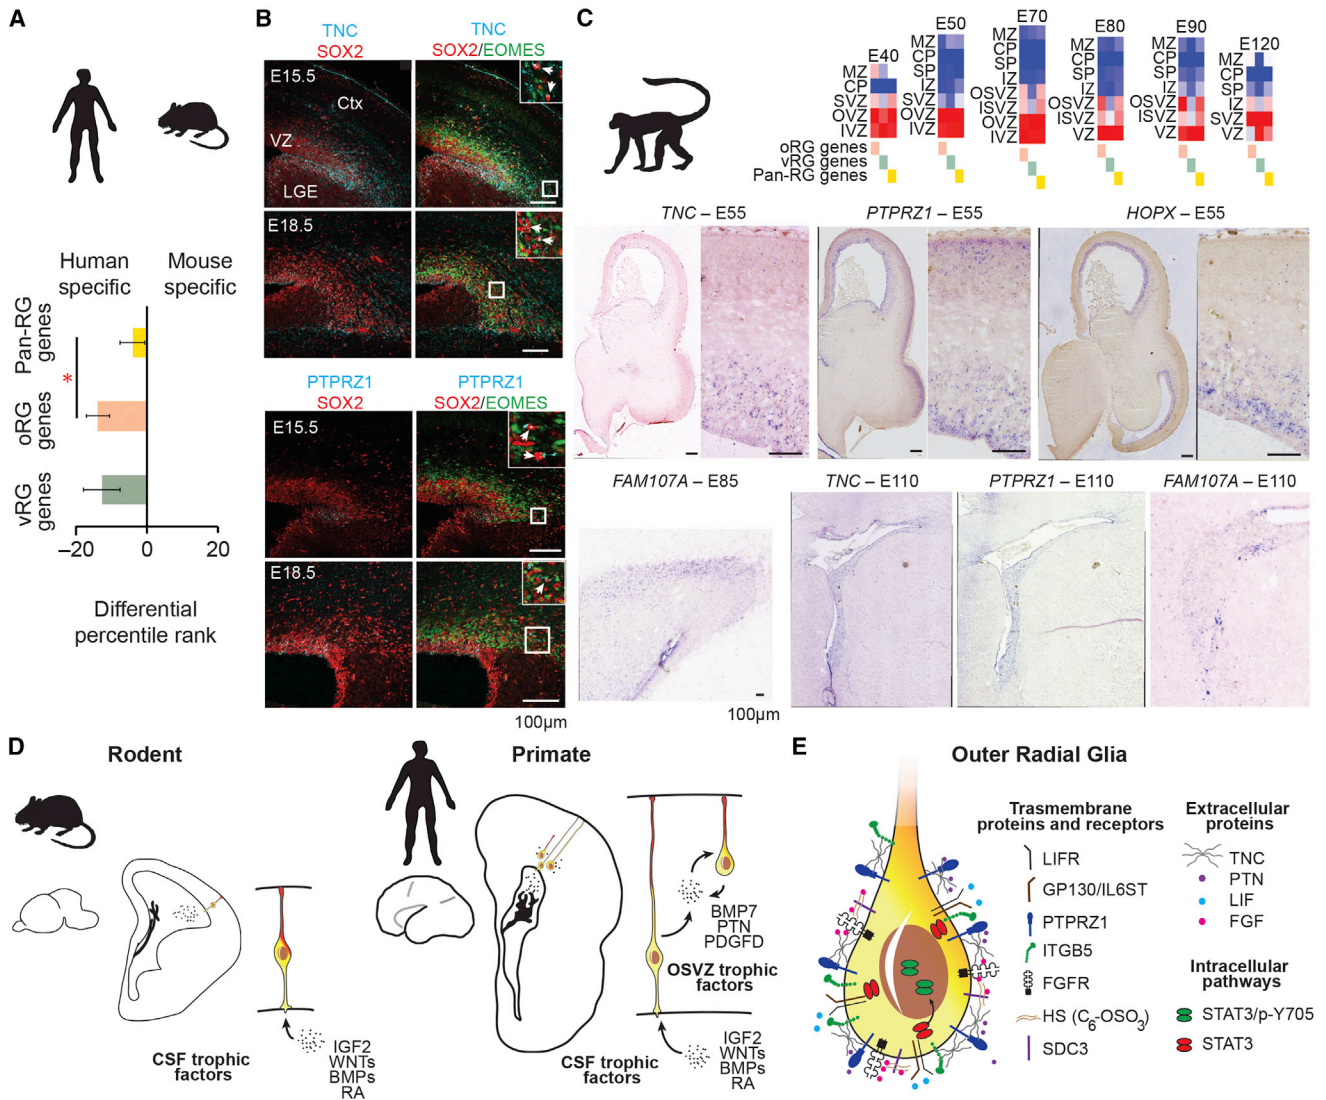 A
Human specific
Mouse specific
Pan-RG genes
oRG genes
vRG genes
*
−20
0
20
Differential
percentile rank
B
TNC
SOX2
TNC
SOX2/EOMES
E15.5
Ctx
VZ
LGE
E18.5
PTPRZ1
SOX2
PTPRZ1
SOX2/EOMES
E15.5
E18.5
100µm
C
E40
MZ
CP
SVZ
OVZ
IVZ
E50
MZ
CP
SP
IZ
SVZ
OVZ
IVZ
E70
MZ
CP
SP
IZ
OSVZ
ISVZ
OVZ
IVZ
E80
MZ
CP
SP
IZ
OSVZ
ISVZ
VZ
E90
MZ
CP
SP
IZ
OSVZ
ISVZ
VZ
E120
MZ
CP
SP
IZ
SVZ
VZ
oRG genes
vRG genes
Pan-RG genes
TNC – E55
PTPRZ1 – E55
HOPX – E55
FAM107A – E85
TNC – E110
PTPRZ1 – E110
FAM107A – E110
100µm
D
Rodent
CSF trophic
factors
IGF2
WNTs
BMPs
RA
Primate
BMP7
PTN
PDGFD
OSVZ trophic
factors
CSF trophic
factors
IGF2
WNTs
BMPs
RA
E
Outer Radial Glia
Trasmembrane
proteins and receptors
LIFR
GP130/IL6ST
PTPRZ1
ITGB5
FGFR
HS (C6-OSO3)
SDC3
Extracellular
proteins
TNC
PTN
LIF
FGF
Intracellular
pathways
STAT3/p-Y705
STAT3